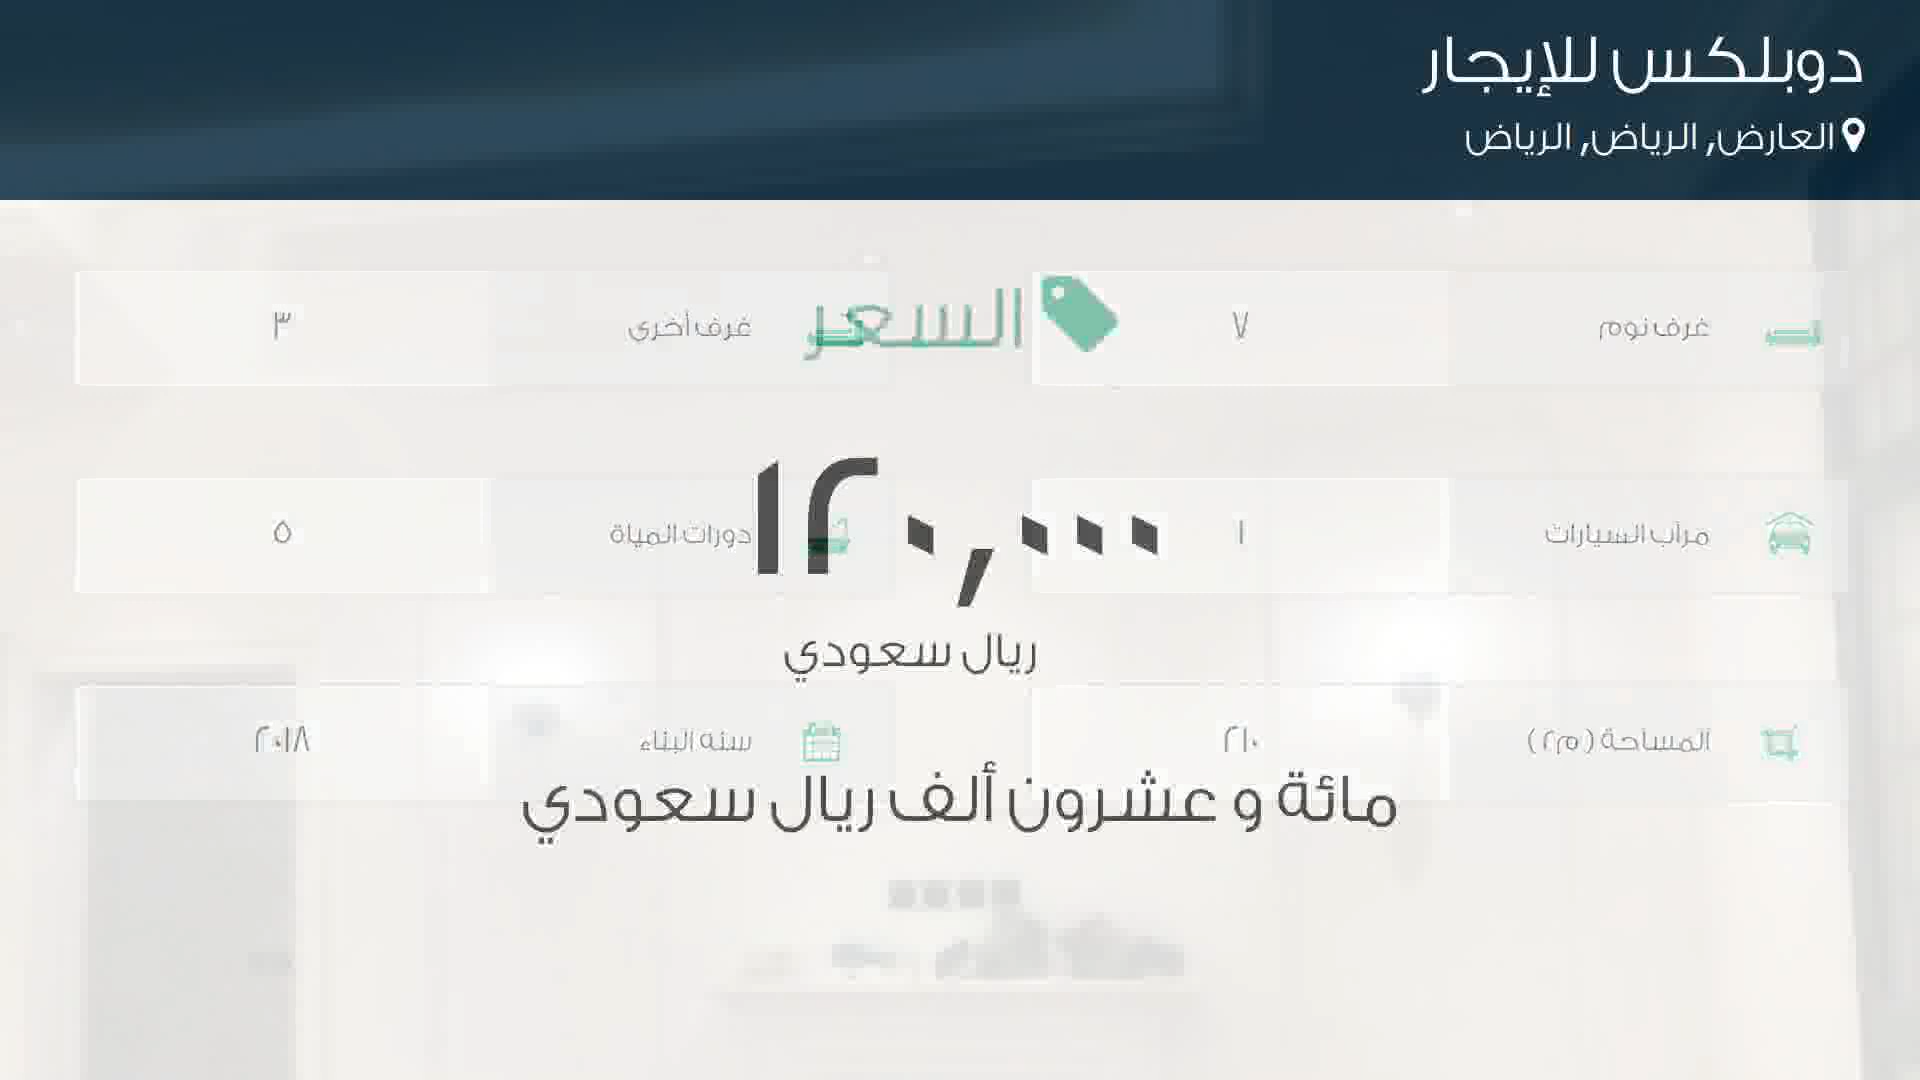 دوبلكس للإيجار
العارض, الرياض, الرياض
السعر
غرف نوم ٧
غرف أخرى ٣
١٢٠,٠٠٠
مرآب السيارات ١
دورات المياة ٥
ريال سعودي
المساحة (م٢) ٢١٠
سنه البناء ٢٠١٨
مائة و عشرون ألف ريال سعودي